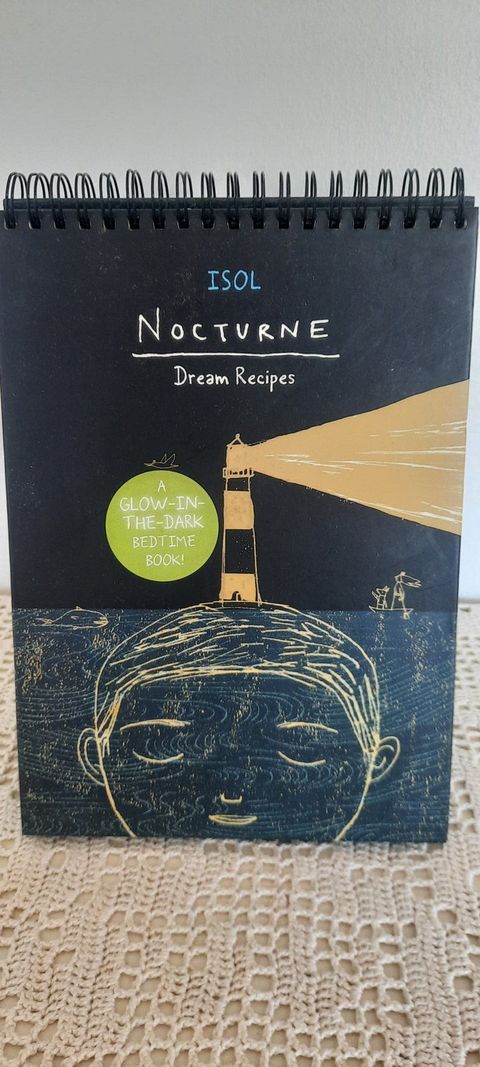 ISOL
NOCTURNE
Dream Recipes
A
GLOW-IN-
THE-DARK
BEDTIME
BOOK!